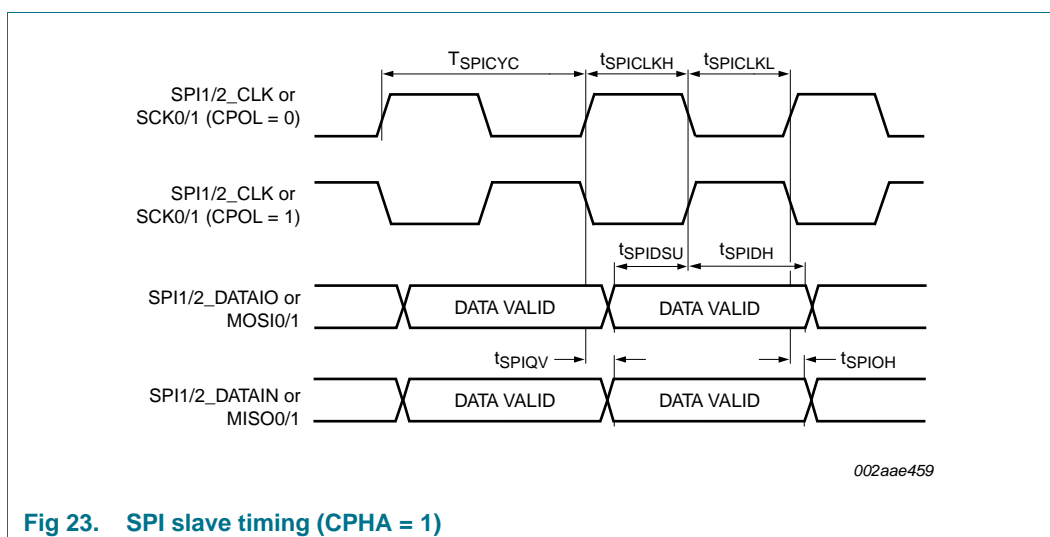 TSPICYC tSPICLKH tSPICLKL
SPI1/2_CLK or
SCK0/1 (CPOL = 0)
SPI1/2_CLK or
SCK0/1 (CPOL = 1)
tSPIDSU tSPIDH
SPI1/2_DATAIO or
MOSI0/1
DATA VALID DATA VALID
tSPIQV tSPIOH
SPI1/2_DATAIN or
MISO0/1
DATA VALID DATA VALID
002aae459
Fig 23. SPI slave timing (CPHA = 1)